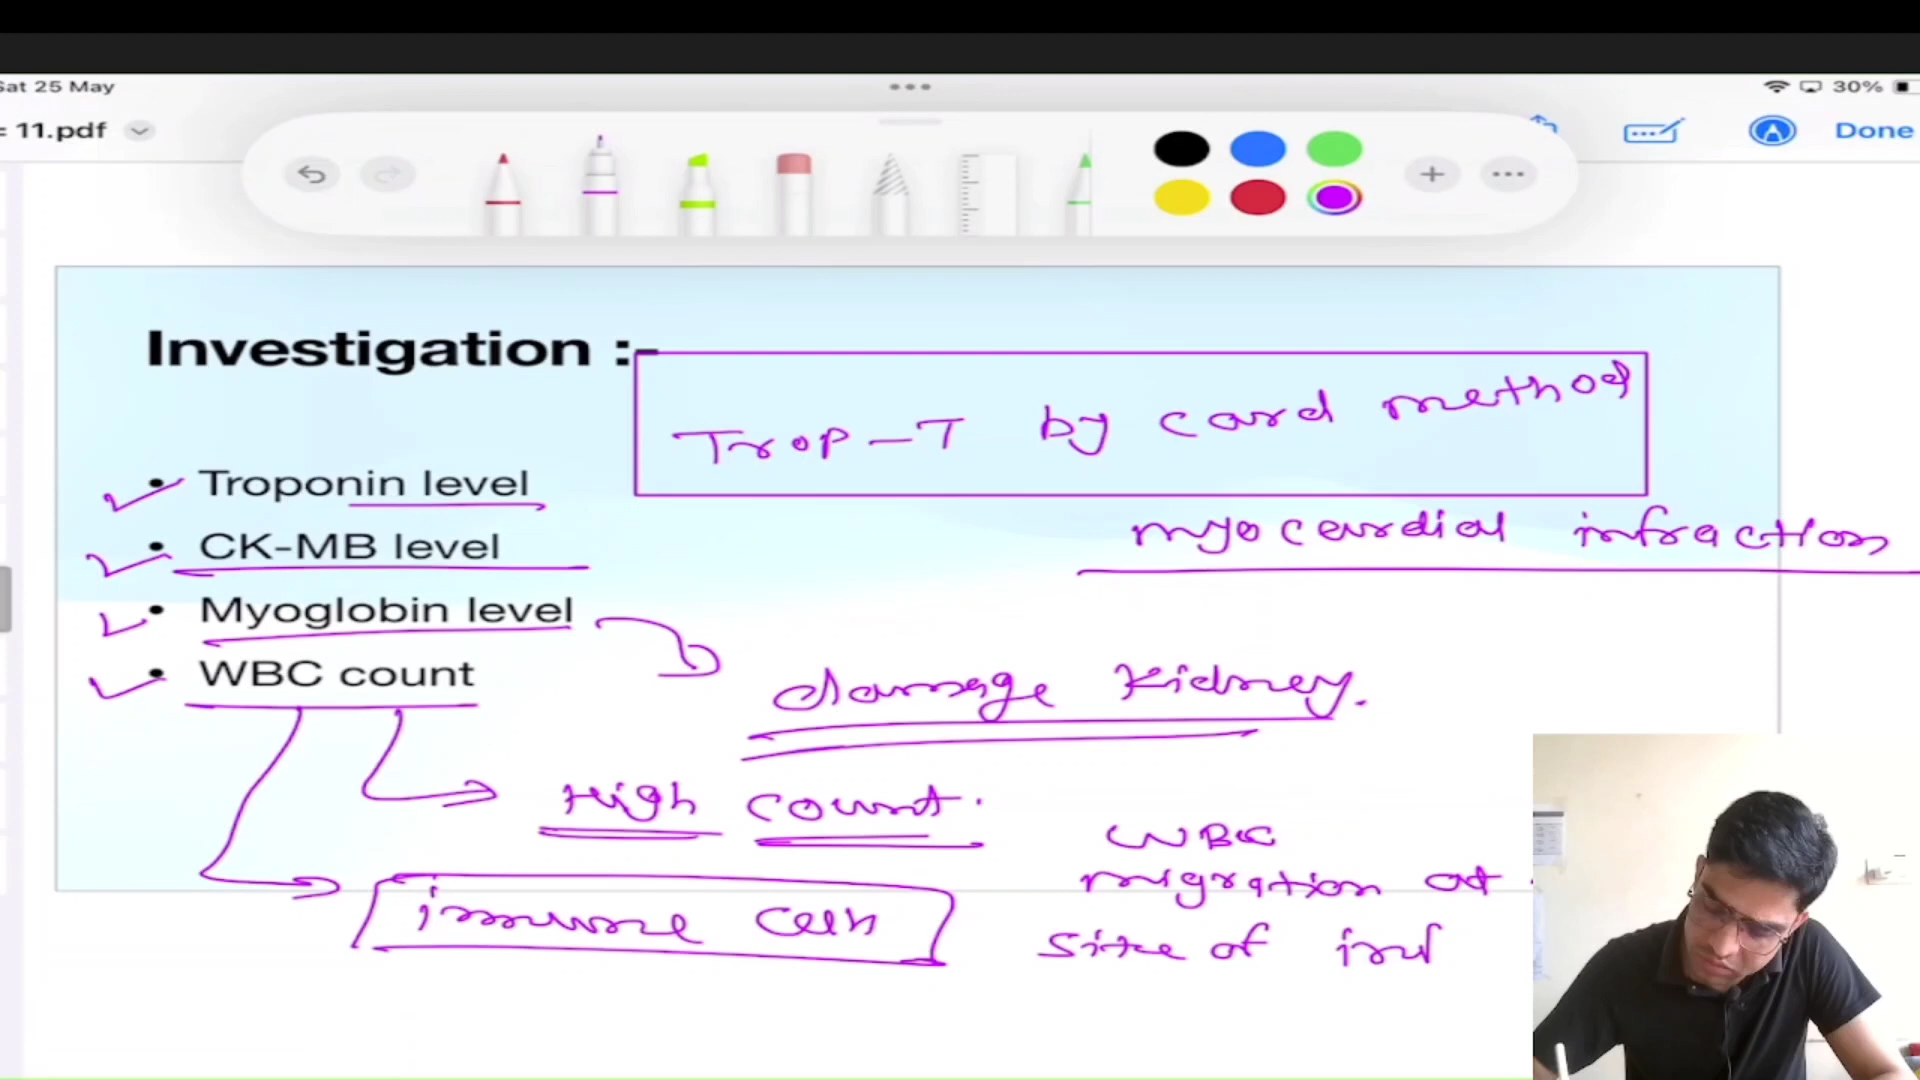 Sat 25 May
30%
= 11.pdf
Done
Investigation :-
Trop-T by card method
• Troponin level
myocardial infraction
• CK-MB level
• Myoglobin level
• WBC count
damage kidney.
High count.
WBC
migration at
immune cells
site of inf